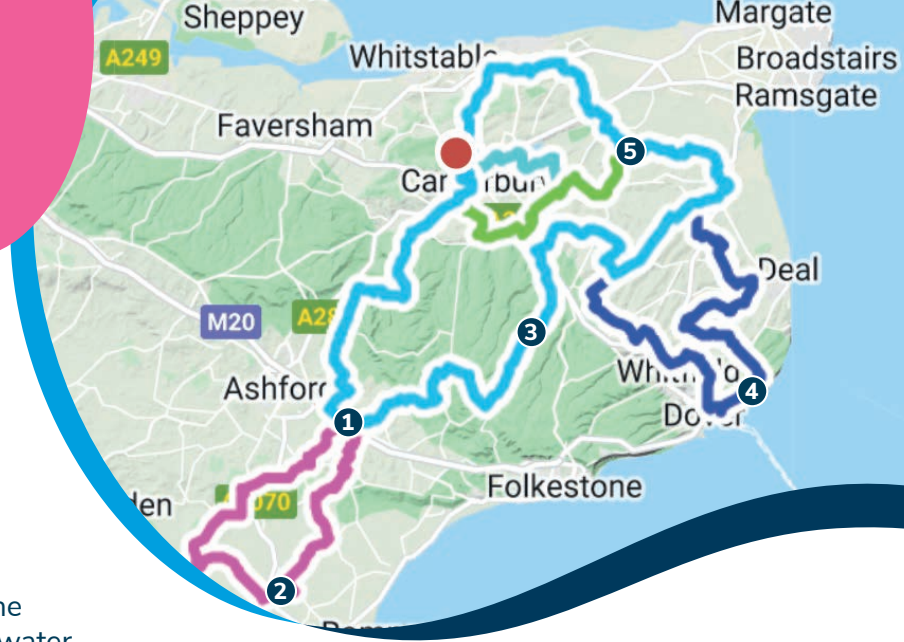 Sheppey
Margate
A249
Whitstable
Broadstairs
Ramsgate
Faversham
5
Deal
M20
3
Ashford
4
Dover
1
Folkestone
2